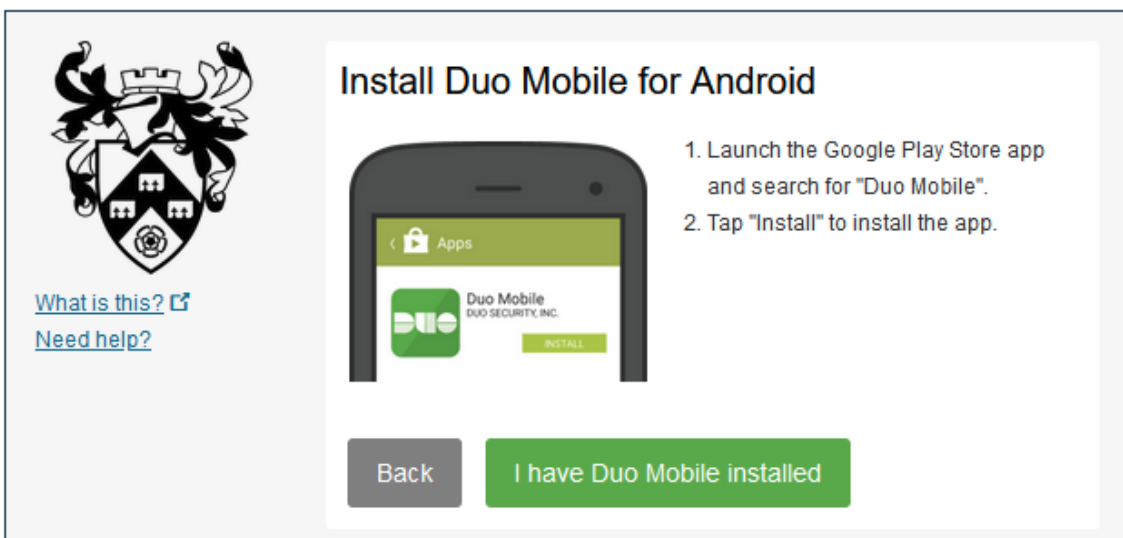 Install Duo Mobile for Android
1. Launch the Google Play Store app
and search for "Duo Mobile".
2. Tap "Install" to install the app.
Apps
Duo Mobile
DUO SECURITY, INC.
DUO
INSTALL
What is this?
Need help?
Back
I have Duo Mobile installed